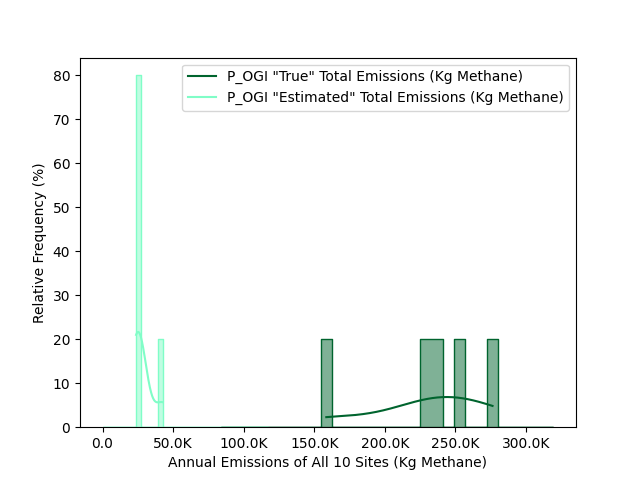 P_OGI "True" Total Emissions (Kg Methane)
P_OGI "Estimated" Total Emissions (Kg Methane)
Relative Frequency (%)
80
70
60
50
40
30
20
10
0
0.0 50.0K 100.0K 150.0K 200.0K 250.0K 300.0K
Annual Emissions of All 10 Sites (Kg Methane)